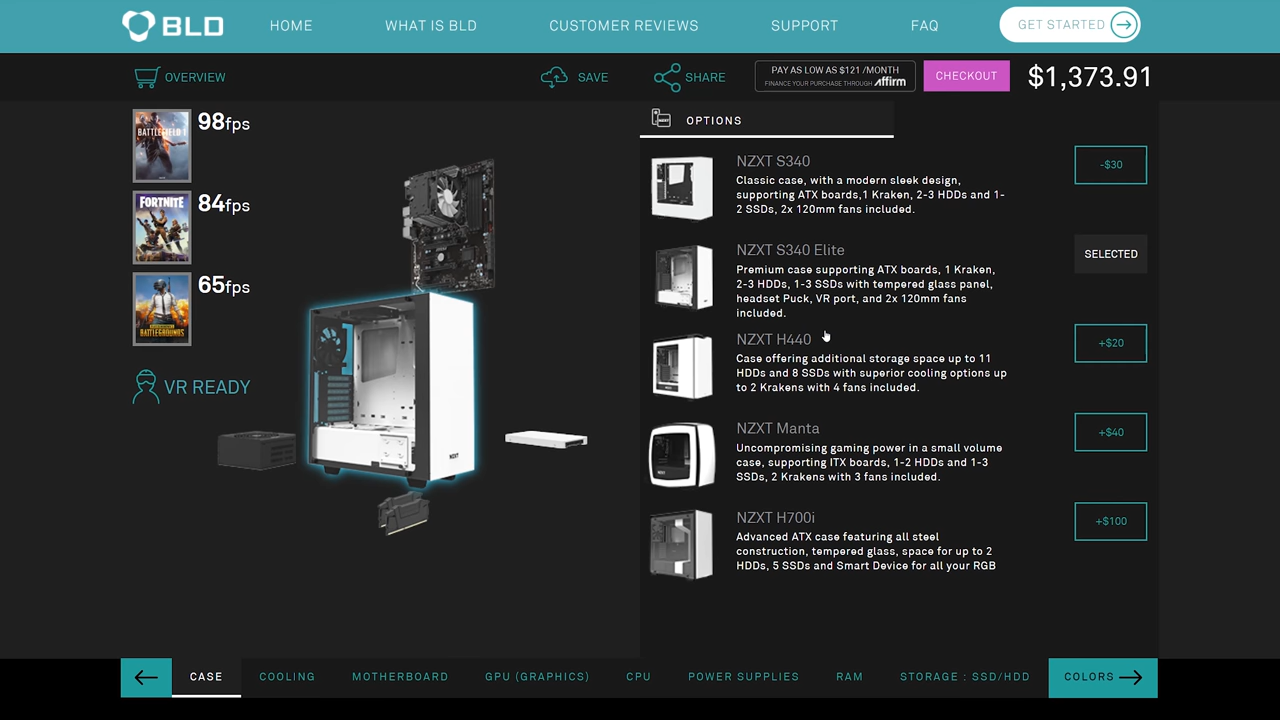 BLD
HOME
WHAT IS BLD
CUSTOMER REVIEWS
SUPPORT
FAQ
GET STARTED
OVERVIEW
SAVE
SHARE
PAY AS LOW AS $121 /MONTH
FINANCE YOUR PURCHASE THROUGH affirm
CHECKOUT
$1,373.91
BATTLEFIELD 1
98fps
FORTNITE
84fps
BATTLEGROUNDS
65fps
VR READY
NZXT
OPTIONS
NZXT S340
Classic case, with a modern sleek design,
supporting ATX boards,1 Kraken, 2-3 HDDs and 1-
2 SSDs, 2x 120mm fans included.
-$30
NZXT S340 Elite
Premium case supporting ATX boards, 1 Kraken,
2-3 HDDs, 1-3 SSDs with tempered glass panel,
headset Puck, VR port, and 2x 120mm fans
included.
SELECTED
NZXT H440
Case offering additional storage space up to 11
HDDs and 8 SSDs with superior cooling options up
to 2 Krakens with 4 fans included.
+$20
NZXT Manta
Uncompromising gaming power in a small volume
case, supporting ITX boards, 1-2 HDDs and 1-3
SSDs, 2 Krakens with 3 fans included.
+$40
NZXT H700i
Advanced ATX case featuring all steel
construction, tempered glass, space for up to 2
HDDs, 5 SSDs and Smart Device for all your RGB
+$100
CASE
COOLING
MOTHERBOARD
GPU (GRAPHICS)
CPU
POWER SUPPLIES
RAM
STORAGE : SSD/HDD
COLORS